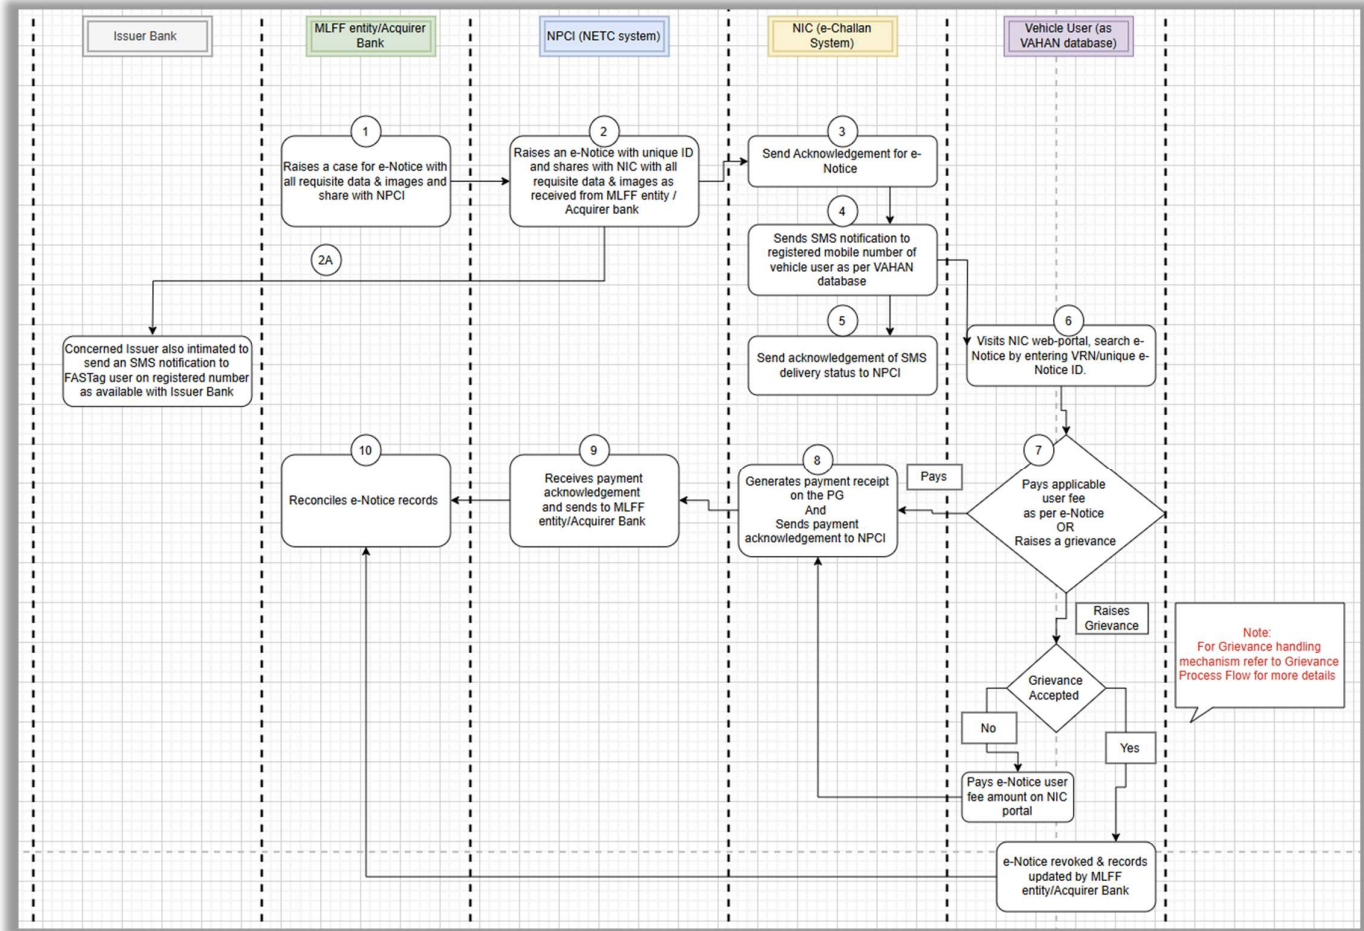 Issuer Bank
MLFF entity/Acquirer
Bank
NPCI (NETC system)
NIC (e-Challan
System)
Vehicle User (as
VAHAN database)
1
Raises a case for e-Notice with
all requisite data & images and
share with NPCI
2
Raises an e-Notice with unique ID
and shares with NIC with all
requisite data & images as
received from MLFF entity /
Acquirer bank
3
Send Acknowledgement for e-
Notice
4
Sends SMS notification to
registered mobile number of
vehicle user as per VAHAN
database
2A
Concerned Issuer also intimated to
send an SMS notification to
FASTag user on registered number
as available with Issuer Bank
5
Send acknowledgement of SMS
delivery status to NPCI
6
Visits NIC web-portal, search e-
Notice by entering VRN/unique e-
Notice ID.
7
Pays applicable
user fee
as per e-Notice
OR
Raises a grievance
Pays
8
Generates payment receipt
on the PG
And
Sends payment
acknowledgement to NPCI
9
Receives payment
acknowledgement
and sends to MLFF
entity/Acquirer Bank
10
Reconciles e-Notice records
Raises
Grievance
Note:
For Grievance handling
mechanism refer to Grievance
Process Flow for more details
Grievance
Accepted
No
Yes
Pays e-Notice user
fee amount on NIC
portal
e-Notice revoked & records
updated by MLFF
entity/Acquirer Bank